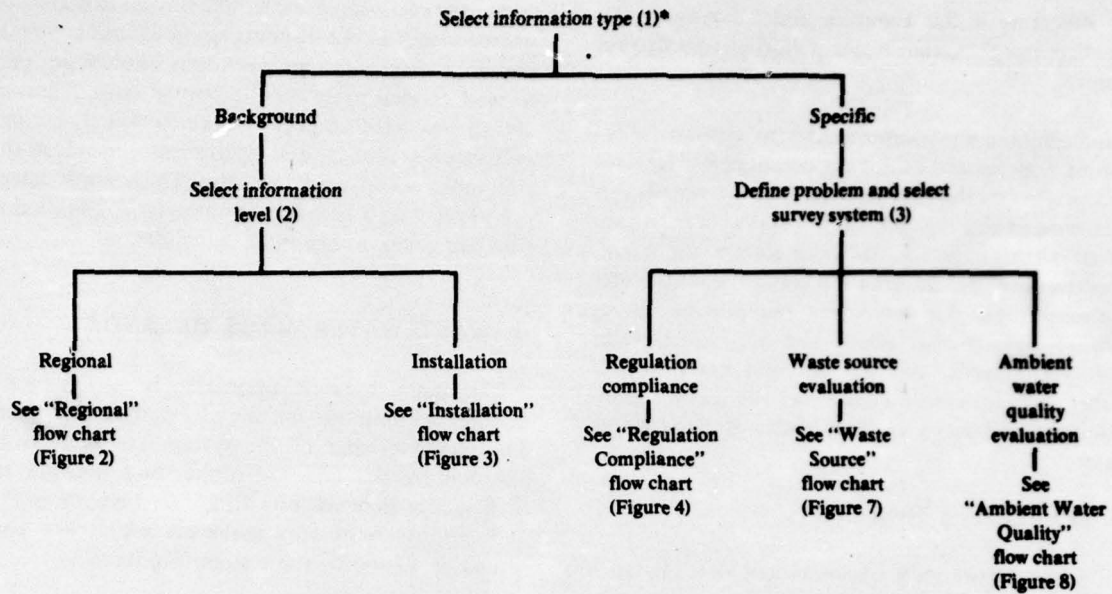 Select information type (1)*
Background
Specific
Select information
level (2)
Define problem and select
survey system (3)
Regional
See "Regional"
flow chart
(Figure 2)
Installation
See "Installation"
flow chart
(Figure 3)
Regulation
compliance
See "Regulation
Compliance"
flow chart
(Figure 4)
Waste source
evaluation
See "Waste
Source"
flow chart
(Figure 7)
Ambient
water
quality
evaluation
See
"Ambient Water
Quality"
flow chart
(Figure 8)